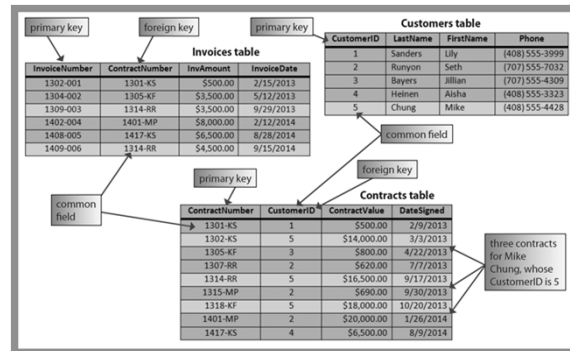 primary key
foreign key
Invoices table
InvoiceNumber ContractNumber InvAmount InvoiceDate
1302-001 1301-KS $500.00 2/15/2013
1304-002 1305-KF $3,500.00 5/12/2013
1309-003 1314-RR $3,500.00 9/29/2013
1402-004 1401-MP $8,000.00 2/12/2014
1408-005 1417-KS $6,500.00 8/28/2014
1409-006 1314-RR $4,500.00 9/15/2014
primary key
Customers table
CustomerID LastName FirstName Phone
1 Sanders Lily (408)555-3999
2 Runyon Seth (707)555-7032
3 Bayers Jillian (707)555-4309
4 Heinen Aisha (408)555-3323
5 Chung Mike (408)555-4428
common field
foreign key
primary key
common
field
Contracts table
ContractNumber CustomerID ContractValue DateSigned
1301-KS 1 $500.00 2/9/2013
1302-KS 5 $14,000.00 3/3/2013
1305-KF 3 $800.00 4/22/2013
1307-RR 2 $620.00 7/7/2013
1314-RR 5 $16,500.00 9/17/2013
1315-MP 2 $690.00 9/30/2013
1318-KF 5 $18,000.00 10/20/2013
1401-MP 2 $20,000.00 1/26/2014
1417-KS 4 $6,500.00 8/9/2014
three contracts
for Mike
Chung, whose
CustomerID is 5